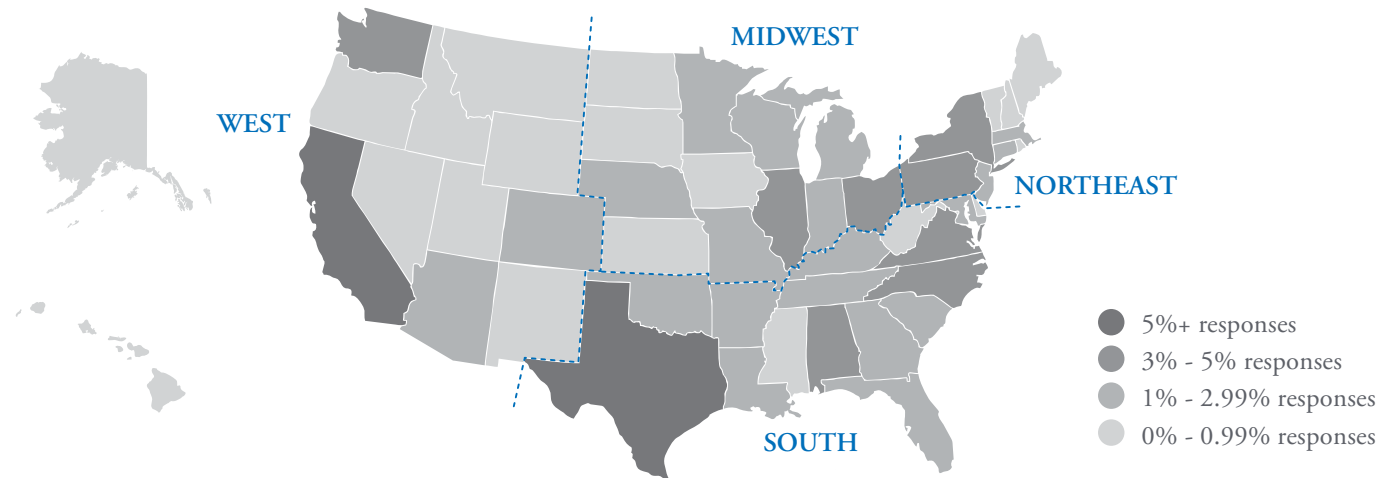 MIDWEST
WEST
NORTHEAST
SOUTH
5%+ responses
3% - 5% responses
1% - 2.99% responses
0% - 0.99% responses